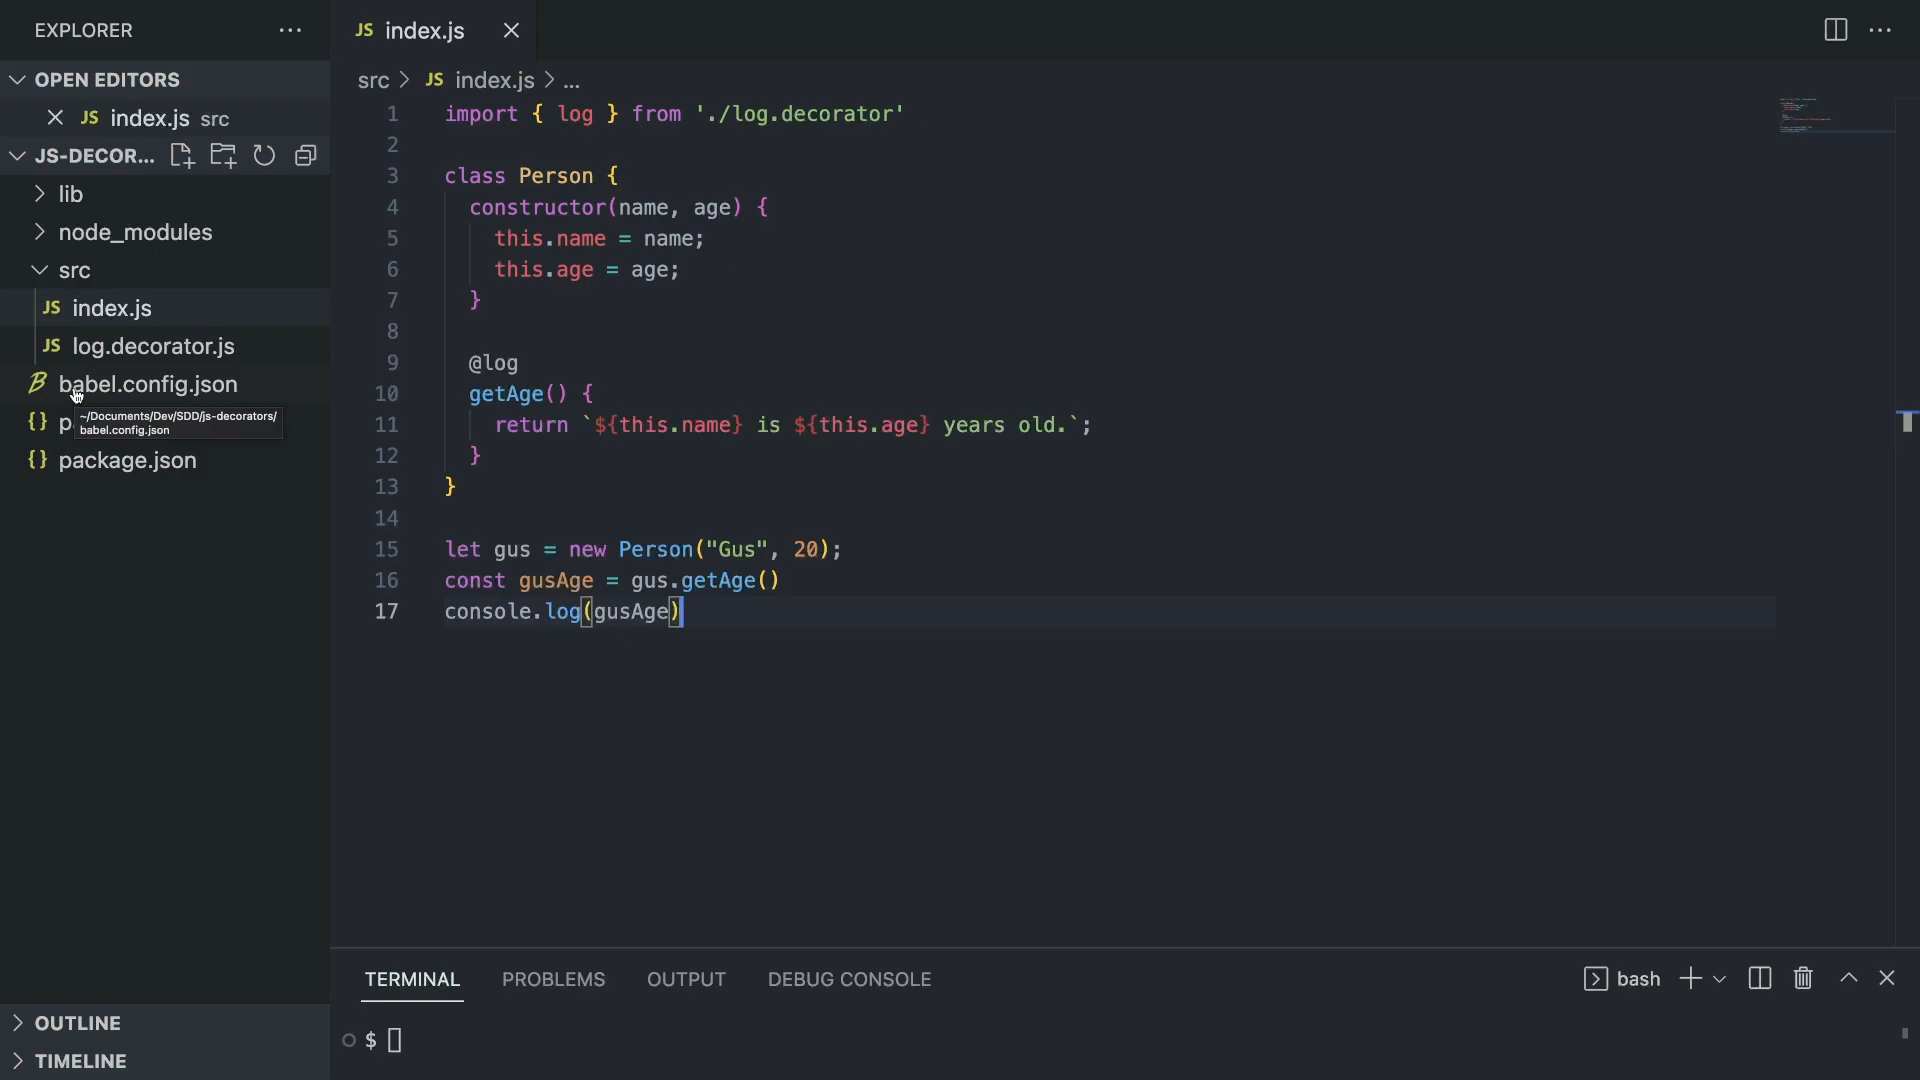 EXPLORER
OPEN EDITORS
JS index.js src
JS-DECOR...
lib
node_modules
src
JS index.js
JS log.decorator.js
babel.config.json
~/Documents/Dev/SDD/js-decorators/
babel.config.json
{} package.json
OUTLINE
TIMELINE
JS index.js
src > JS index.js > ...
1 import { log } from './log.decorator'
2
3 class Person {
4 constructor(name, age) {
5 this.name = name;
6 this.age = age;
7 }
8
9 @log
10 getAge() {
11 return `${this.name} is ${this.age} years old.`;
12 }
13 }
14
15 let gus = new Person("Gus", 20);
16 const gusAge = gus.getAge()
17 console.log(gusAge)
TERMINAL PROBLEMS OUTPUT DEBUG CONSOLE
bash
$